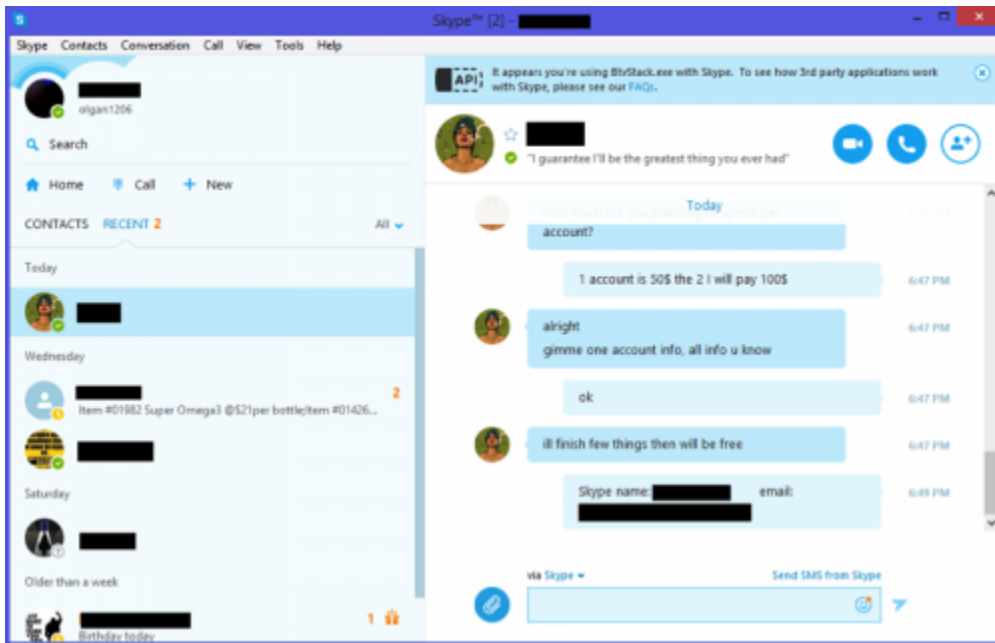 Skype™ [2] -
Skype Contacts Conversation Call View Tools Help
olgan1206
Search
Home Call New
CONTACTS RECENT 2 All
Today
Wednesday
2
Item #01982 Super Omega3 @$21per bottle;Item #01426...
Saturday
Older than a week
1
Birthday today
API
It appears you're using BtvStack.exe with Skype. To see how 3rd party applications work
with Skype, please see our FAQs.
"I guarantee I'll be the greatest thing you ever had"
Today
account?
1 account is 50$ the 2 I will pay 100$ 6:47 PM
alright 6:47 PM
gimme one account info, all info u know
ok 6:47 PM
ill finish few things then will be free 6:47 PM
Skype name: email: 6:49 PM
via Skype Send SMS from Skype